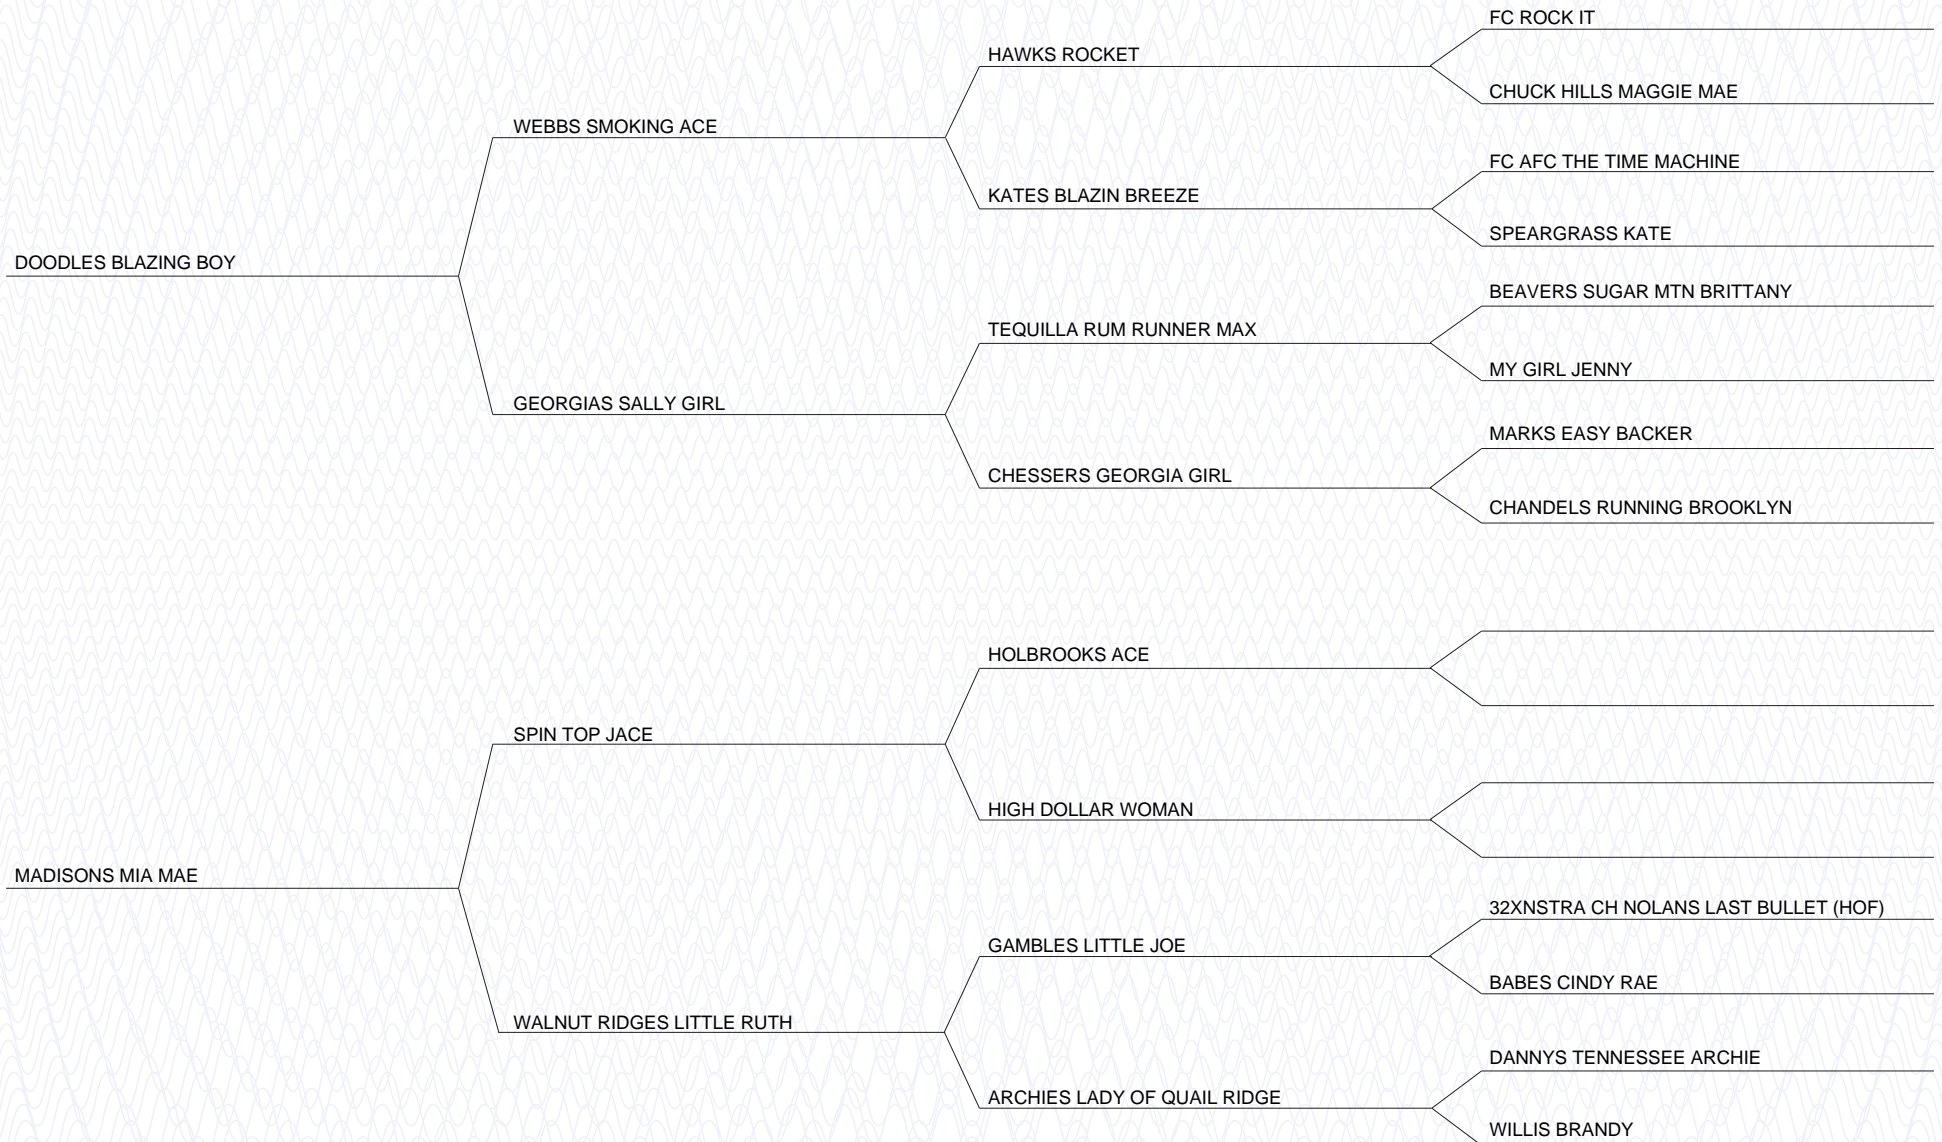 FC ROCK IT
HAWKS ROCKET
CHUCK HILLS MAGGIE MAE
WEBBS SMOKING ACE
FC AFC THE TIME MACHINE
KATES BLAZIN BREEZE
SPEARGRASS KATE
DOODLES BLAZING BOY
BEAVERS SUGAR MTN BRITTANY
TEQUILLA RUM RUNNER MAX
MY GIRL JENNY
GEORGIAS SALLY GIRL
MARKS EASY BACKER
CHESSERS GEORGIA GIRL
CHANDELS RUNNING BROOKLYN
HOLBROOKS ACE
SPIN TOP JACE
HIGH DOLLAR WOMAN
MADISONS MIA MAE
32XNSTRA CH NOLANS LAST BULLET (HOF)
GAMBLES LITTLE JOE
BABES CINDY RAE
WALNUT RIDGES LITTLE RUTH
DANNYS TENNESSEE ARCHIE
ARCHIES LADY OF QUAIL RIDGE
WILLIS BRANDY